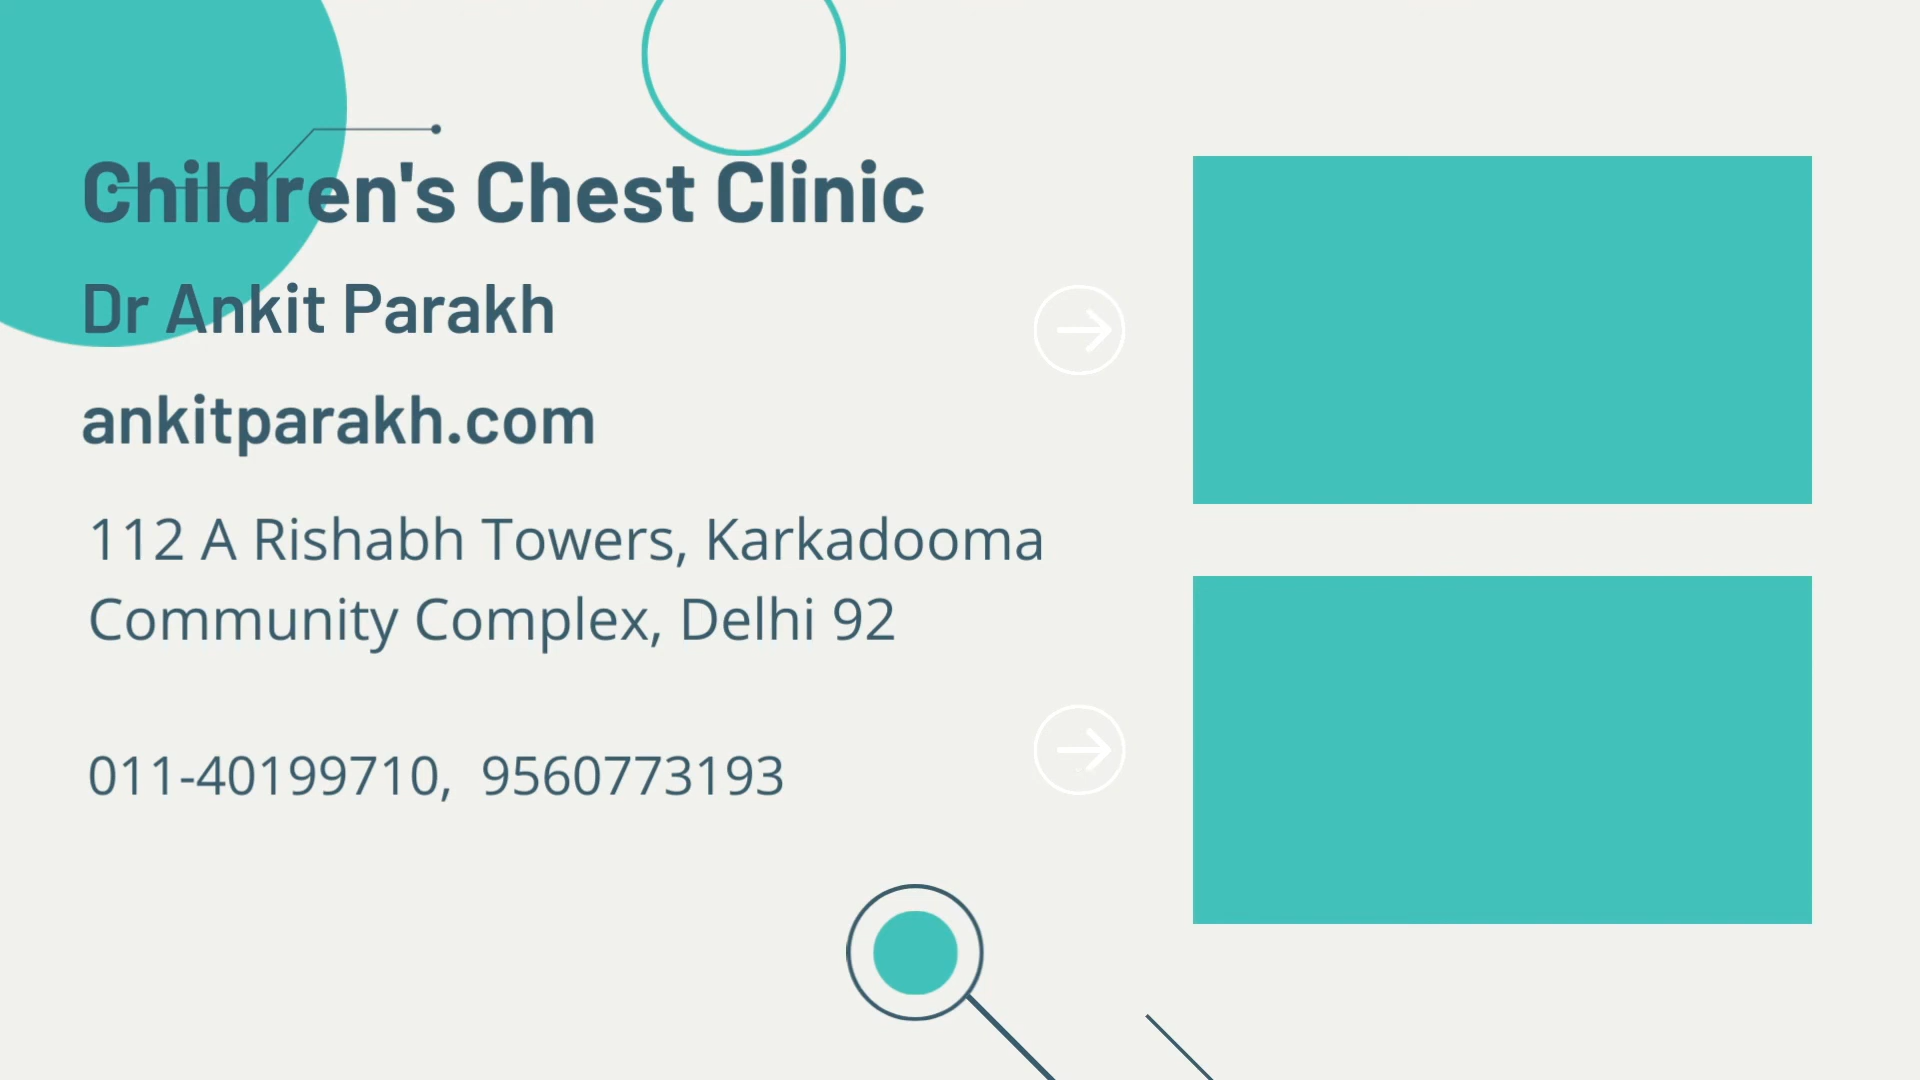 Children's Chest Clinic
Dr Ankit Parakh
ankitparakh.com
112 A Rishabh Towers, Karkadooma
Community Complex, Delhi 92
011-40199710,  9560773193